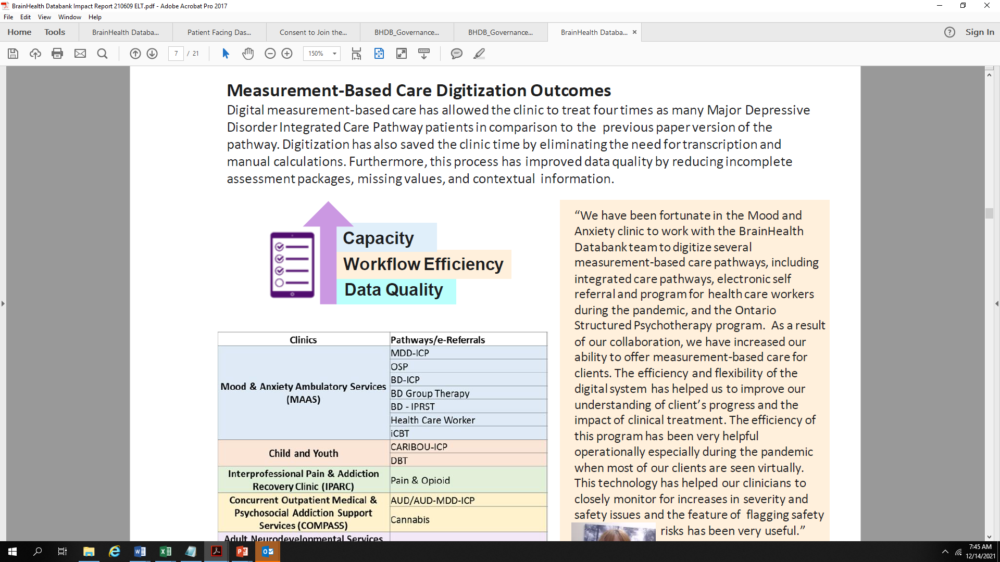 BrainHealth Databank Impact Report 210609 ELT.pdf - Adobe Acrobat Pro 2017
File Edit View Window Help
Home Tools BrainHealth Databa... Patient Facing Das... Consent to Join the... BHDB_Governance... BHDB_Governance... BrainHealth Databa... × ? Sign In
7 / 21 150%
Measurement-Based Care Digitization Outcomes
Digital measurement-based care has allowed the clinic to treat four times as many Major Depressive
Disorder Integrated Care Pathway patients in comparison to the previous paper version of the
pathway. Digitization has also saved the clinic time by eliminating the need for transcription and
manual calculations. Furthermore, this process has improved data quality by reducing incomplete
assessment packages, missing values, and contextual information.
Capacity
Workflow Efficiency
Data Quality
Clinics Pathways/e-Referrals
Mood & Anxiety Ambulatory Services
(MAAS)
MDD-ICP
OSP
BD-ICP
BD Group Therapy
BD - IPRST
Health Care Worker
iCBT
Child and Youth
CARIBOU-ICP
DBT
Interprofessional Pain & Addiction
Recovery Clinic (IPARC)
Pain & Opioid
Concurrent Outpatient Medical &
Psychosocial Addiction Support
Services (COMPASS)
AUD/AUD-MDD-ICP
Cannabis
Adult Neurodevelopmental Services
“We have been fortunate in the Mood and
Anxiety clinic to work with the BrainHealth
Databank team to digitize several
measurement-based care pathways, including
integrated care pathways, electronic self
referral and program for health care workers
during the pandemic, and the Ontario
Structured Psychotherapy program. As a result
of our collaboration, we have increased our
ability to offer measurement-based care for
clients. The efficiency and flexibility of the
digital system has helped us to improve our
understanding of client’s progress and the
impact of clinical treatment. The efficiency of
this program has been very helpful
operationally especially during the pandemic
when most of our clients are seen virtually.
This technology has helped our clinicians to
closely monitor for increases in severity and
safety issues and the feature of flagging safety
risks has been very useful.”
7:45 AM
12/14/2021